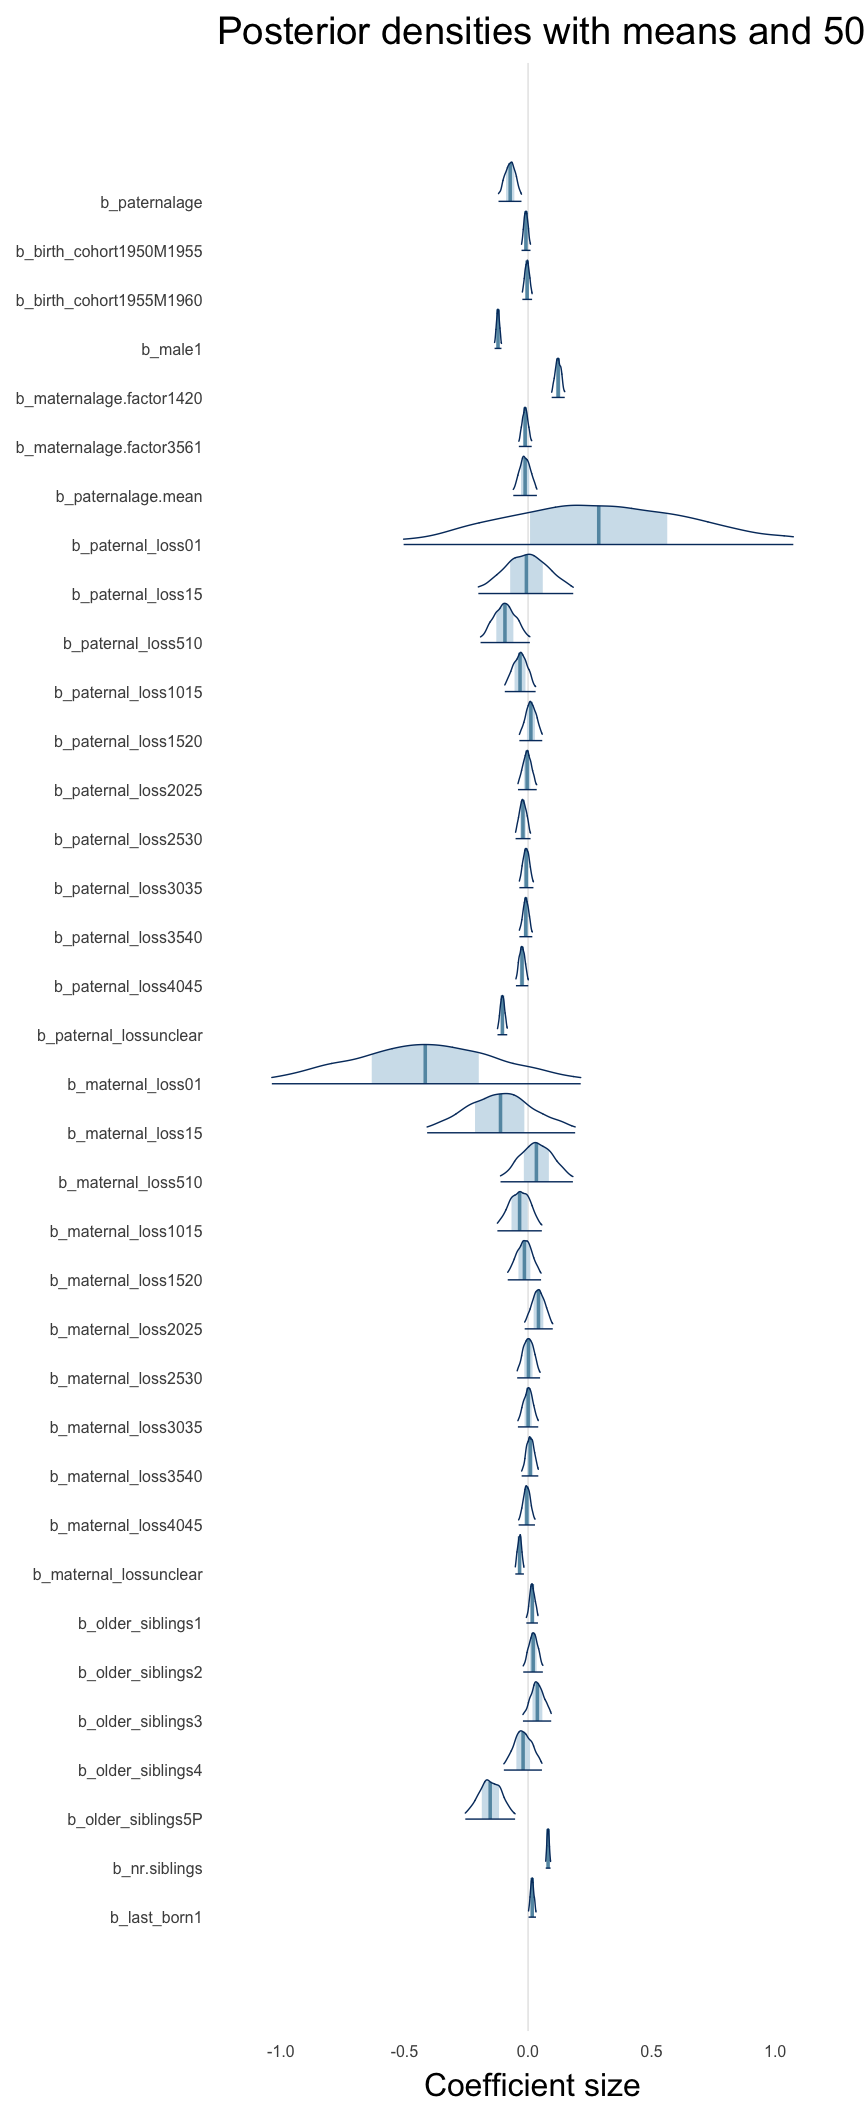 Posterior densities with means and 50
b_paternalage
b_birth_cohort1950M1955
b_birth_cohort1955M1960
b_male1
b_maternalage.factor1420
b_maternalage.factor3561
b_paternalage.mean
b_paternal_loss01
b_paternal_loss15
b_paternal_loss510
b_paternal_loss1015
b_paternal_loss1520
b_paternal_loss2025
b_paternal_loss2530
b_paternal_loss3035
b_paternal_loss3540
b_paternal_loss4045
b_paternal_lossunclear
b_maternal_loss01
b_maternal_loss15
b_maternal_loss510
b_maternal_loss1015
b_maternal_loss1520
b_maternal_loss2025
b_maternal_loss2530
b_maternal_loss3035
b_maternal_loss3540
b_maternal_loss4045
b_maternal_lossunclear
b_older_siblings1
b_older_siblings2
b_older_siblings3
b_older_siblings4
b_older_siblings5P
b_nr.siblings
b_last_born1
-1.0 -0.5 0.0 0.5 1.0
Coefficient size